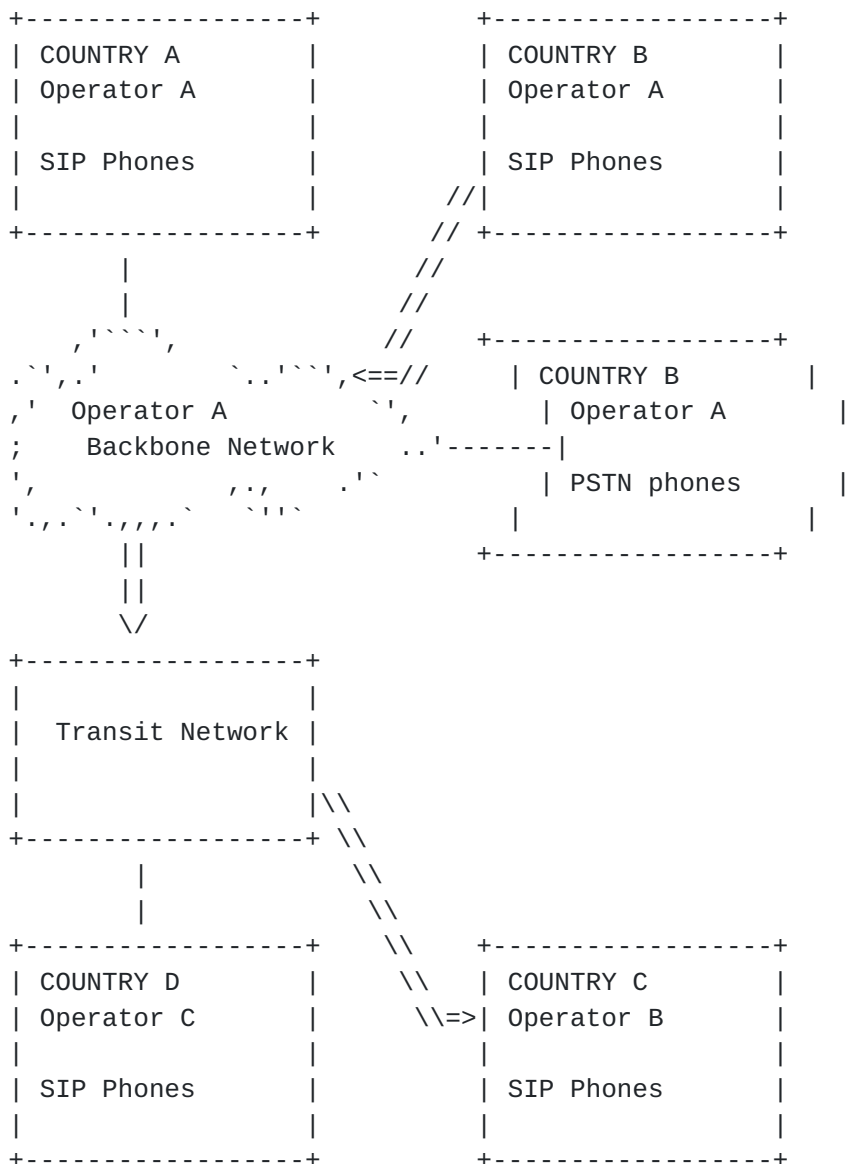 COUNTRY A
COUNTRY B
Operator A
Operator A
SIP Phones
SIP Phones
COUNTRY B
Operator A
Operator A
Backbone Network
PSTN phones
Transit Network
COUNTRY D
COUNTRY C
Operator C
Operator B
SIP Phones
SIP Phones